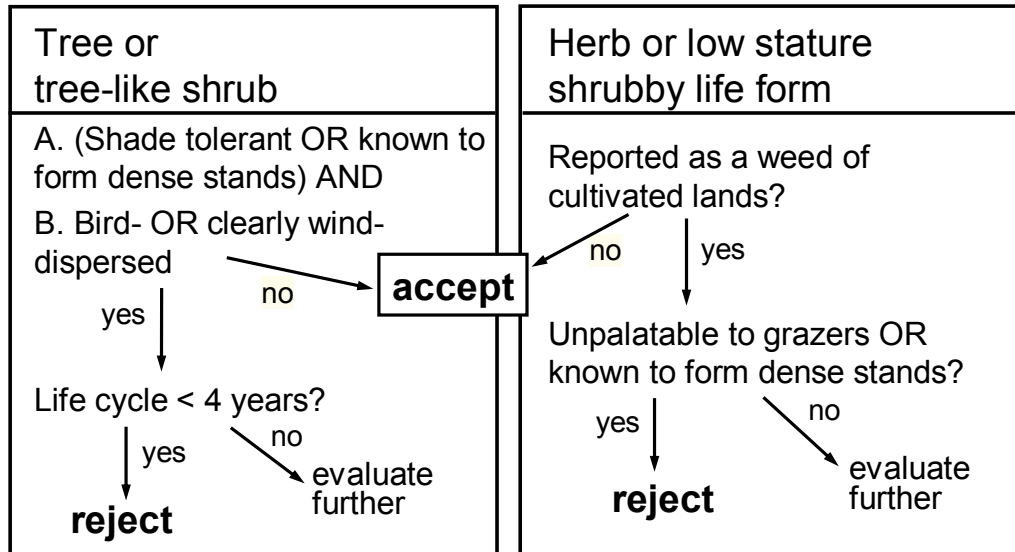 Tree or
tree-like shrub
A. (Shade tolerant OR known to
form dense stands) AND
B. Bird- OR clearly wind-
dispersed
no
yes
Life cycle < 4 years?
yes
no
reject
evaluate
further
accept
Herb or low stature
shrubby life form
Reported as a weed of
cultivated lands?
no
yes
Unpalatable to grazers OR
known to form dense stands?
yes
no
reject
evaluate
further